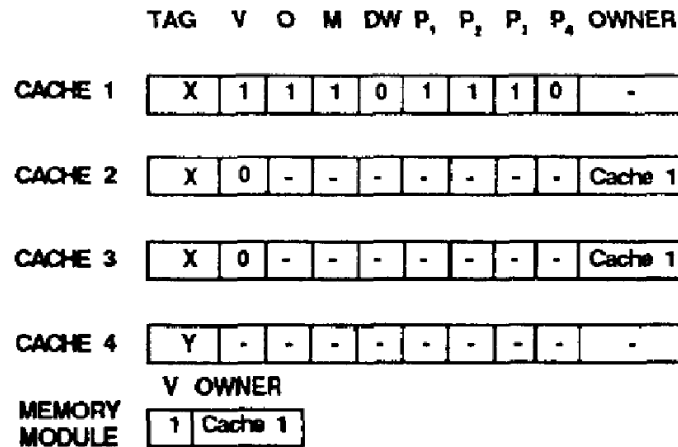 TAG V O M DW P₁ P₂ P₃ P₄ OWNER
CACHE 1 X 1 1 1 0 1 1 1 0 -
CACHE 2 X 0 - - - - - - - Cache 1
CACHE 3 X 0 - - - - - - - Cache 1
CACHE 4 Y - - - - - - - - -
V OWNER
MEMORY MODULE 1 Cache 1